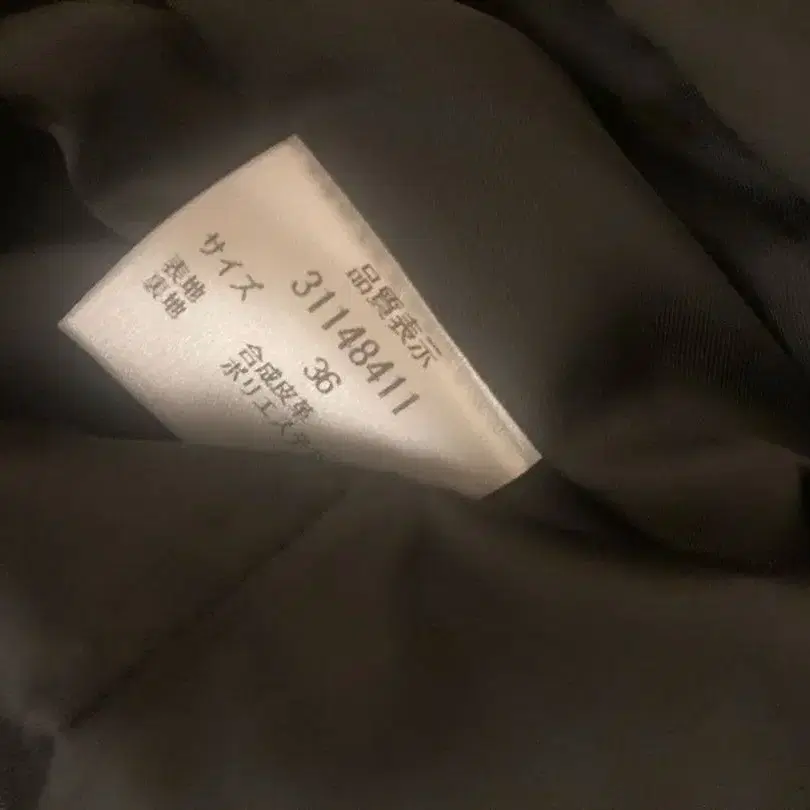 品質表示
31148411
サイズ 36
表地 合成皮革
裏地 ポリエステ